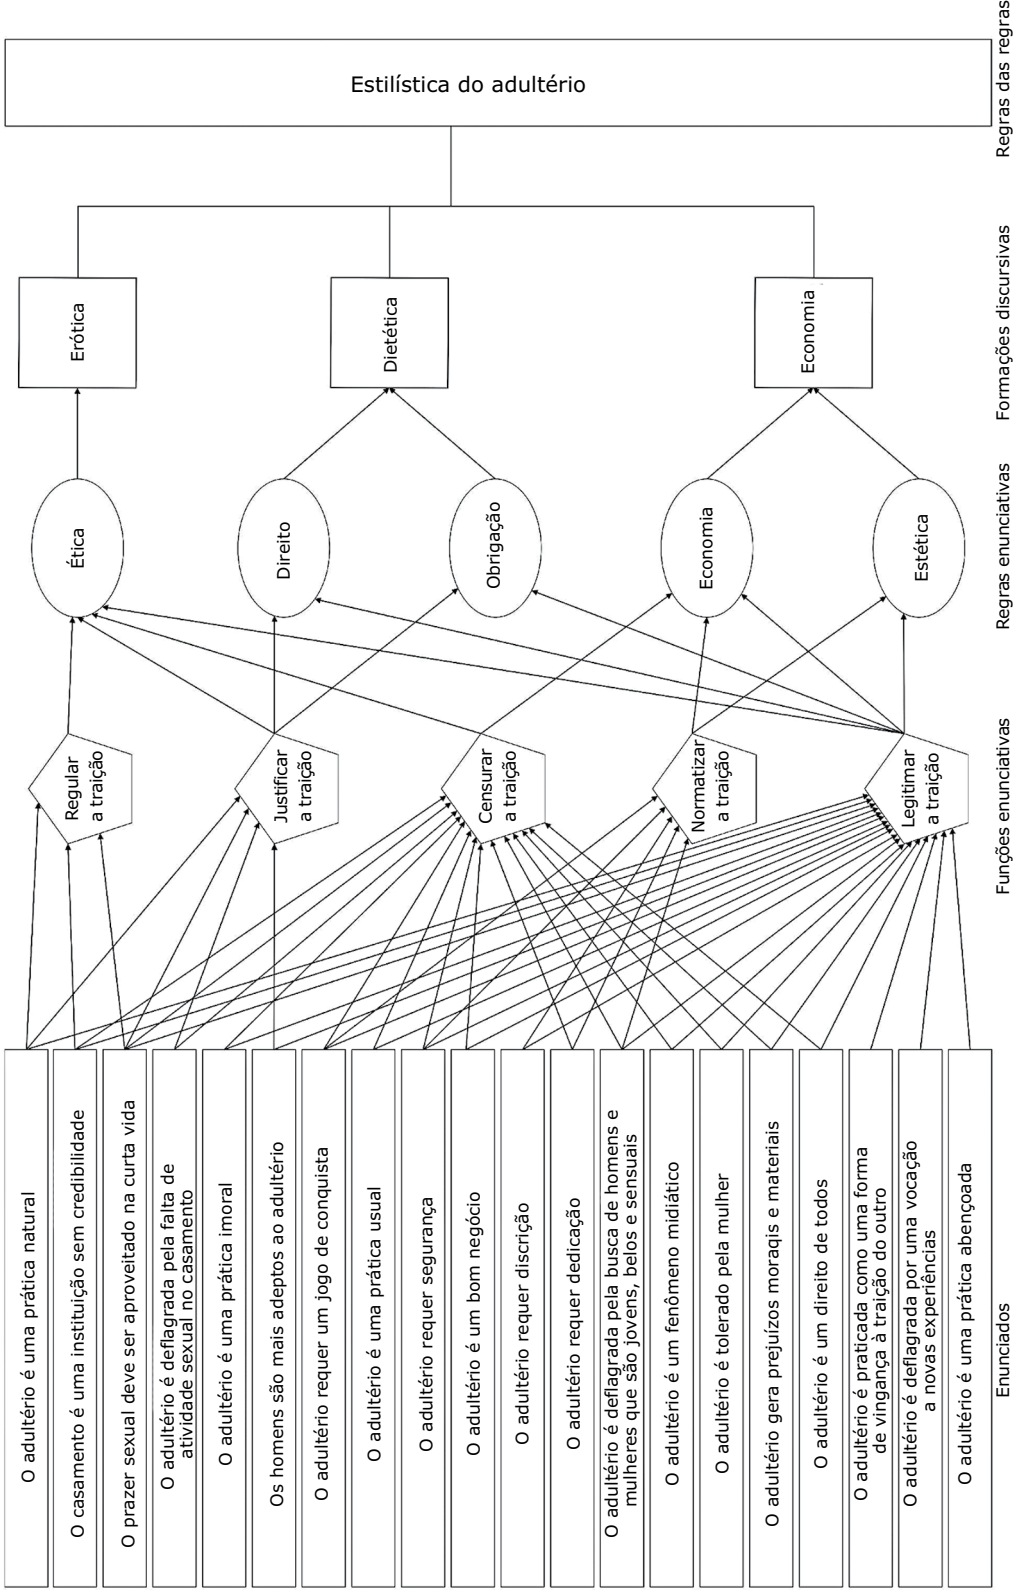 Estilística do adultério
Regras das regras
Erótica
Dietética
Economia
Formações discursivas
Ética
Direito
Obrigação
Economia
Estética
Regras enunciativas
Regular
a traição
Justificar
a traição
Censurar
a traição
Normatizar
a traição
Legitimar
a traição
Funções enunciativas
O adultério é uma prática natural
O casamento é uma instituição sem credibilidade
O prazer sexual deve ser aproveitado na curta vida
O adultério é deflagrada pela falta de
atividade sexual no casamento
O adultério é uma prática imoral
Os homens são mais adeptos ao adultério
O adultério requer um jogo de conquista
O adultério é uma prática usual
O adultério requer segurança
O adultério é um bom negócio
O adultério requer discrição
O adultério requer dedicação
O adultério é deflagrada pela busca de homens e
mulheres que são jovens, belos e sensuais
O adultério é um fenômeno midiático
O adultério é tolerado pela mulher
O adultério gera prejuízos moraqis e materiais
O adultério é um direito de todos
O adultério é praticada como uma forma
de vingança à traição do outro
O adultério é deflagrada por uma vocação
a novas experiências
O adultério é uma prática abençoada
Enunciados